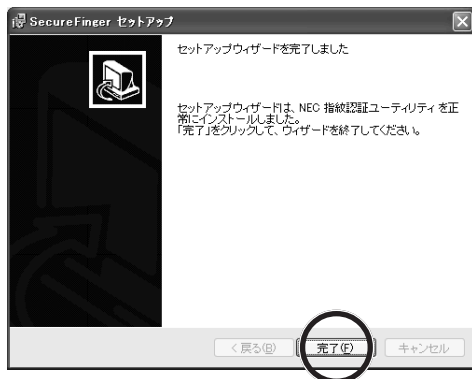 SecureFinger セットアップ
セットアップウィザードを完了しました
セットアップウィザードは、NEC 指紋認証ユーティリティ を正
常にインストールしました。
「完了」をクリックして、ウィザードを終了してください。
< 戻る(B)
完了(F)
キャンセル